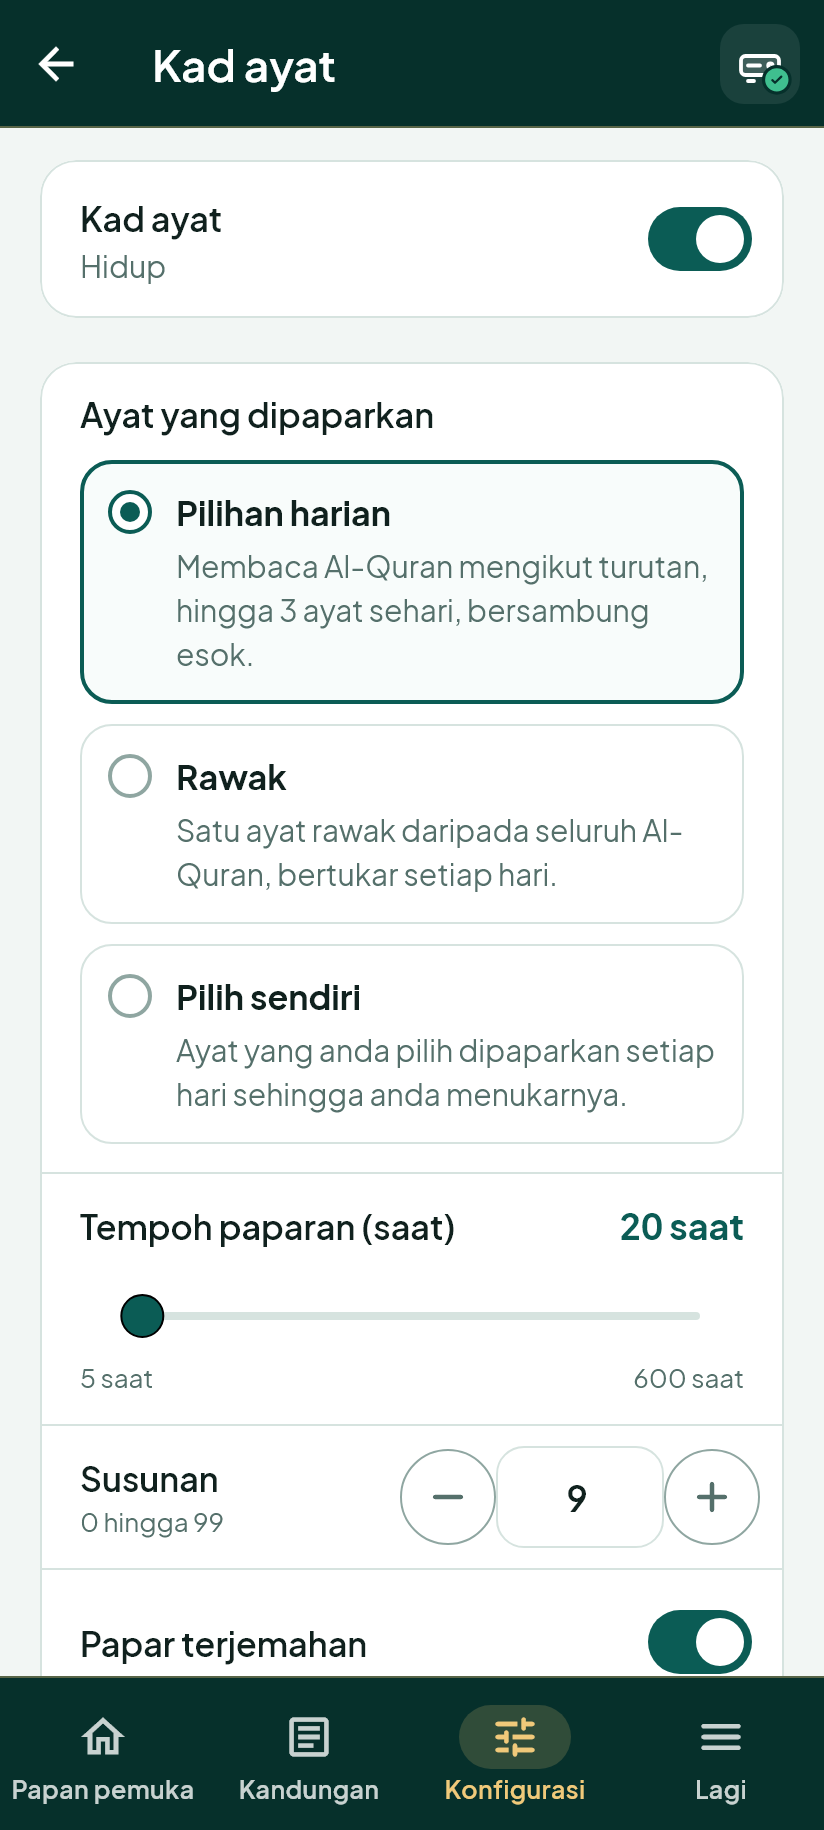 Kad ayat
Kad ayat
Hidup
Ayat yang dipaparkan
Pilihan harian
Membaca Al-Quran mengikut turutan,
hingga 3 ayat sehari, bersambung
esok.
Rawak
Satu ayat rawak daripada seluruh Al-
Quran, bertukar setiap hari.
Pilih sendiri
Ayat yang anda pilih dipaparkan setiap
hari sehingga anda menukarnya.
Tempoh paparan (saat)
20 saat
5 saat
600 saat
Susunan
0 hingga 99
9
Papar terjemahan
Papan pemuka
Kandungan
Konfigurasi
Lagi